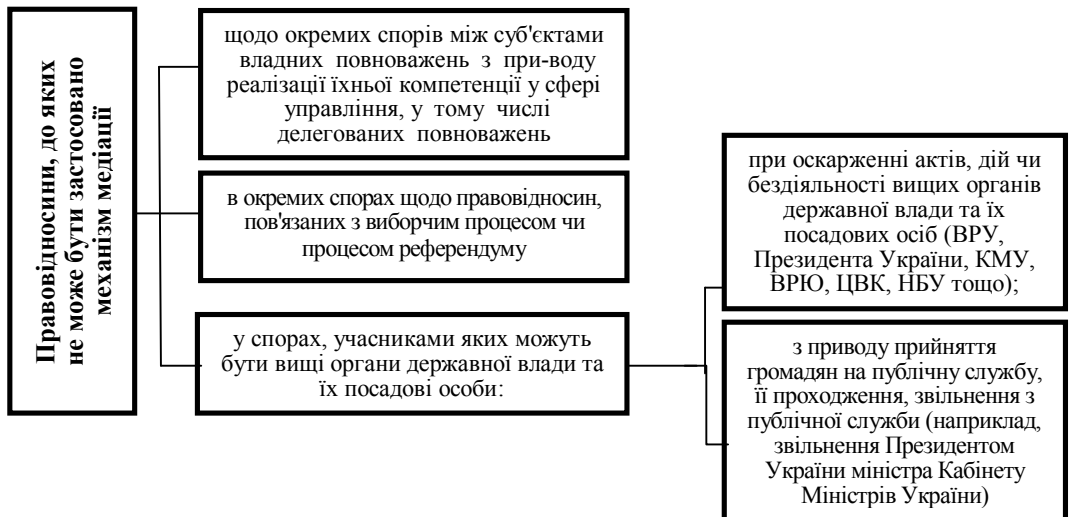 Правовідносини, до яких
не може бути застосовано
механізм медіації
щодо окремих спорів між суб'єктами
владних повноважень з при-воду
реалізації їхньої компетенції у сфері
управління, у тому числі
делегованих повноважень
в окремих спорах щодо правовідносин,
пов'язаних з виборчим процесом чи
процесом референдуму
у спорах, учасниками яких можуть
бути вищі органи державної влади та
їх посадові особи:
при оскарженні актів, дій чи
бездіяльності вищих органів
державної влади та їх
посадових осіб (ВРУ,
Президента України, КМУ,
ВРЮ, ЦВК, НБУ тощо);
з приводу прийняття
громадян на публічну службу,
її проходження, звільнення з
публічної служби (наприклад,
звільнення Президентом
України міністра Кабінету
Міністрів України)